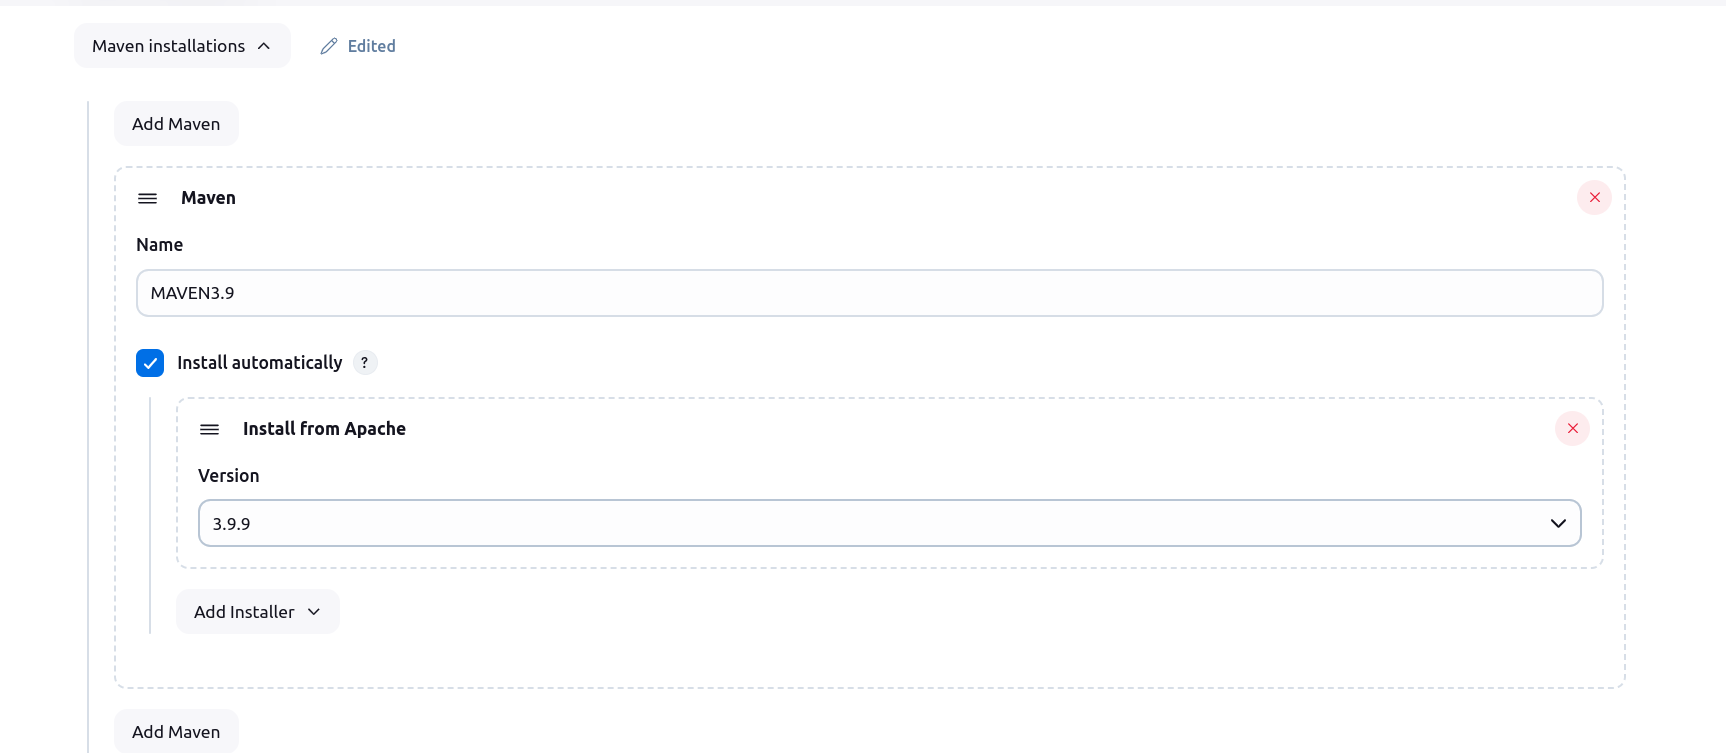 Maven installations
Edited
Add Maven
Maven
Name
MAVEN3.9
Install automatically ?
Install from Apache
Version
3.9.9
Add Installer
Add Maven